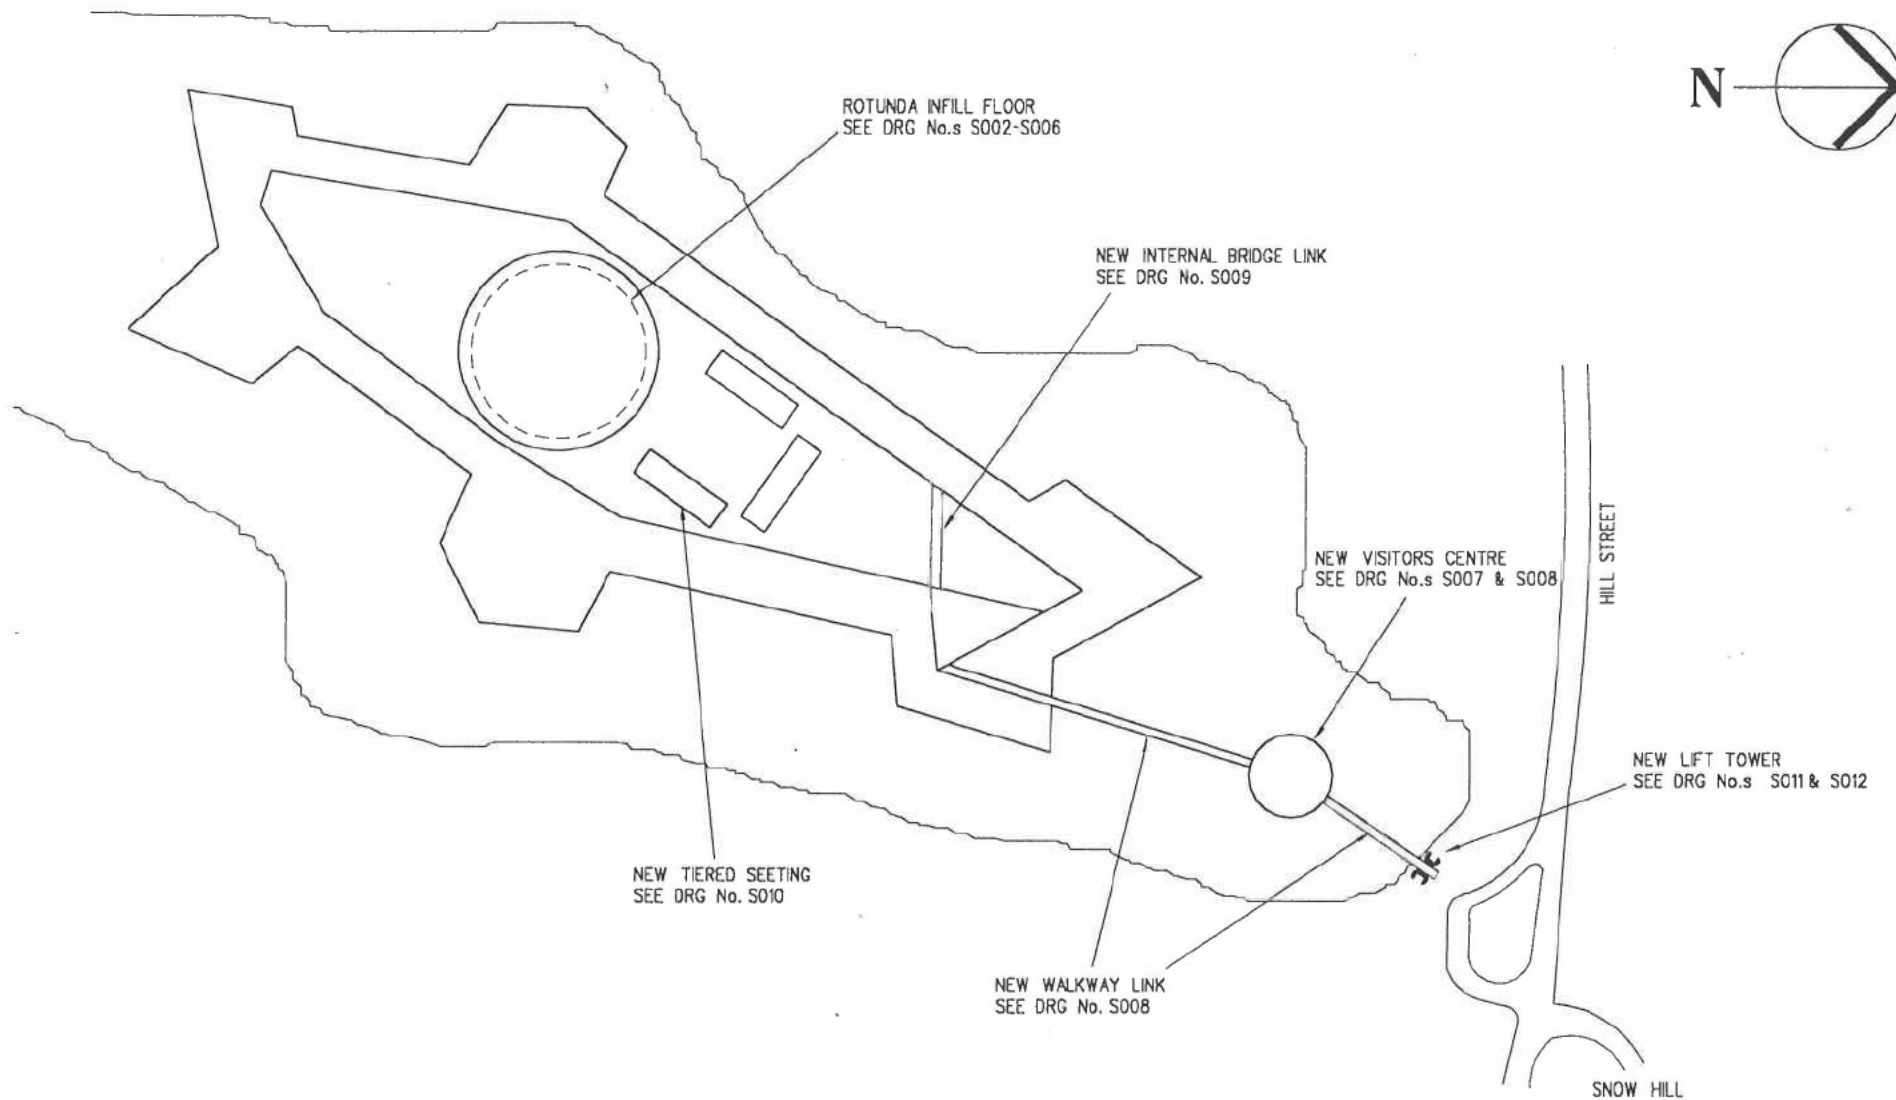 N
ROTUNDA INFILL FLOOR
SEE DRG No.s S002-S006
NEW INTERNAL BRIDGE LINK
SEE DRG No. S009
HILL STREET
NEW VISITORS CENTRE
SEE DRG No.s S007 & S008
NEW LIFT TOWER
SEE DRG No.s S011 & S012
NEW TIERED SEETING
SEE DRG No. S010
NEW WALKWAY LINK
SEE DRG No. S008
SNOW HILL